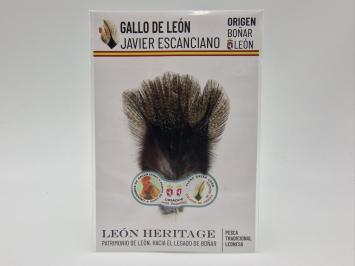 GALLO DE LEÓN
JAVIER ESCANCIANO
ORIGEN
BOÑAR
LEÓN
LEÓN HERITAGE
PATRIMONIO DE LEÓN, HACIA EL LEGADO DE BOÑAR
PESCA
TRADICIONAL
LEONESA